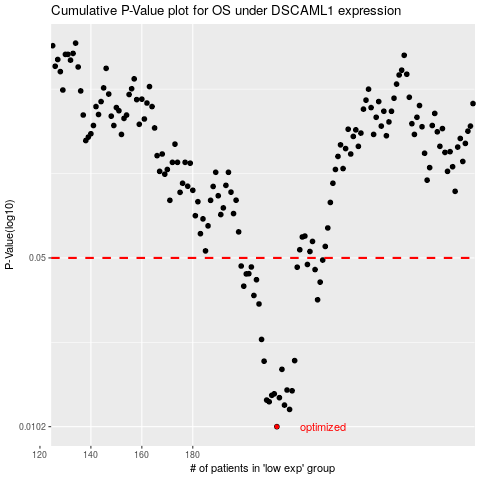 Cumulative P-Value plot for OS under DSCAML1 expression
P-Value(log10)
0.05
0.0102
optimized
120
140
160
180
# of patients in 'low exp' group